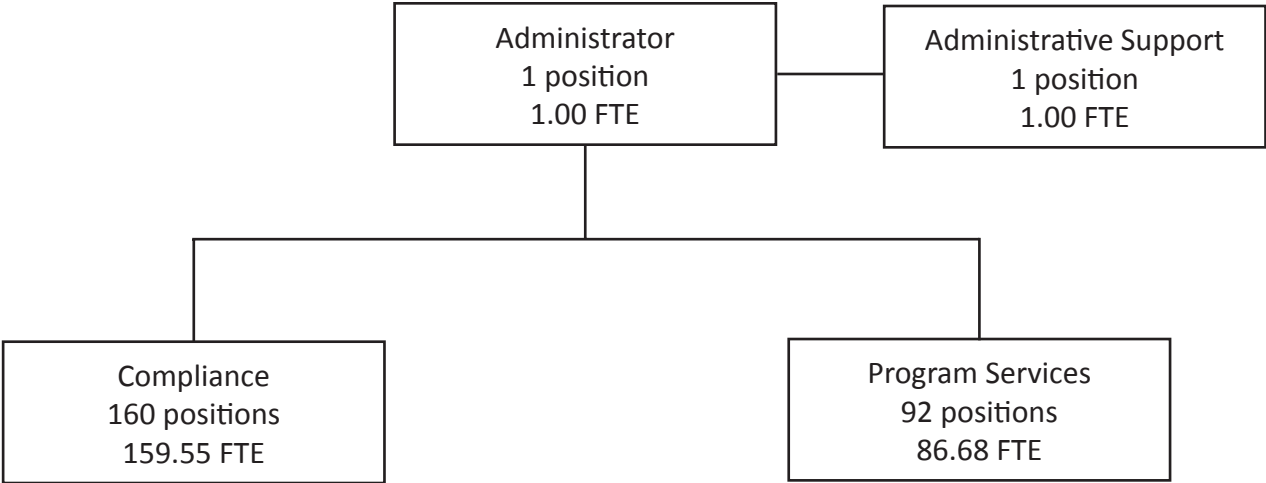 Administrator
1 position
1.00 FTE
Administrative Support
1 position
1.00 FTE
Compliance
160 positions
159.55 FTE
Program Services
92 positions
86.68 FTE